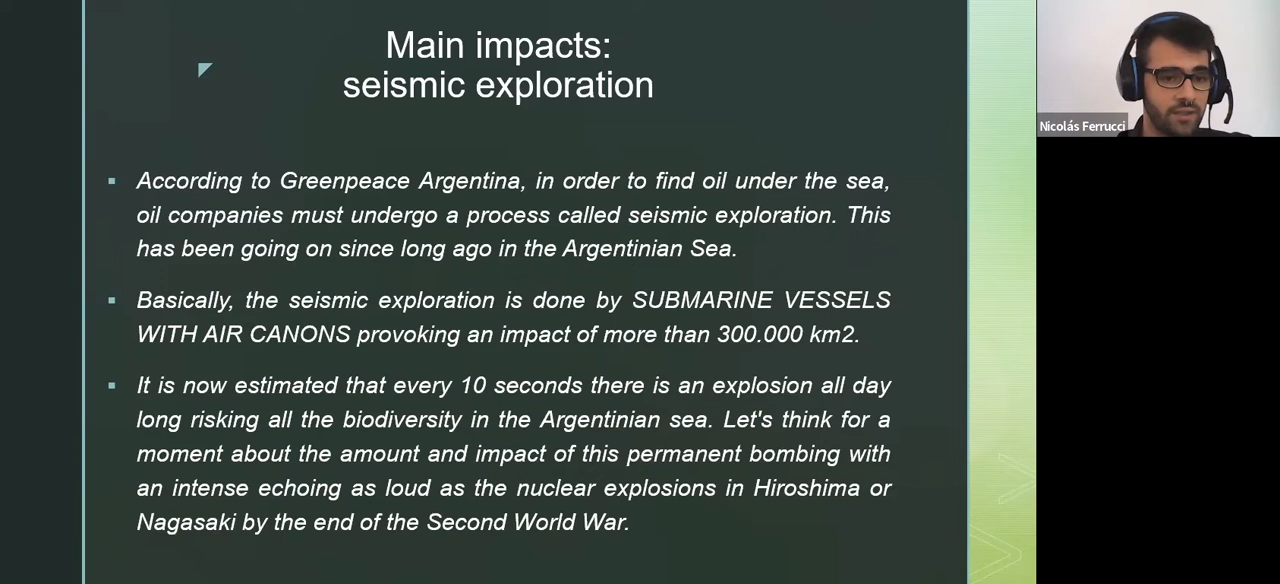 Main impacts:
seismic exploration
According to Greenpeace Argentina, in order to find oil under the sea,
oil companies must undergo a process called seismic exploration. This
has been going on since long ago in the Argentinian Sea.
Basically, the seismic exploration is done by SUBMARINE VESSELS
WITH AIR CANONS provoking an impact of more than 300.000 km2.
It is now estimated that every 10 seconds there is an explosion all day
long risking all the biodiversity in the Argentinian sea. Let's think for a
moment about the amount and impact of this permanent bombing with
an intense echoing as loud as the nuclear explosions in Hiroshima or
Nagasaki by the end of the Second World War.
Nicolás Ferrucci